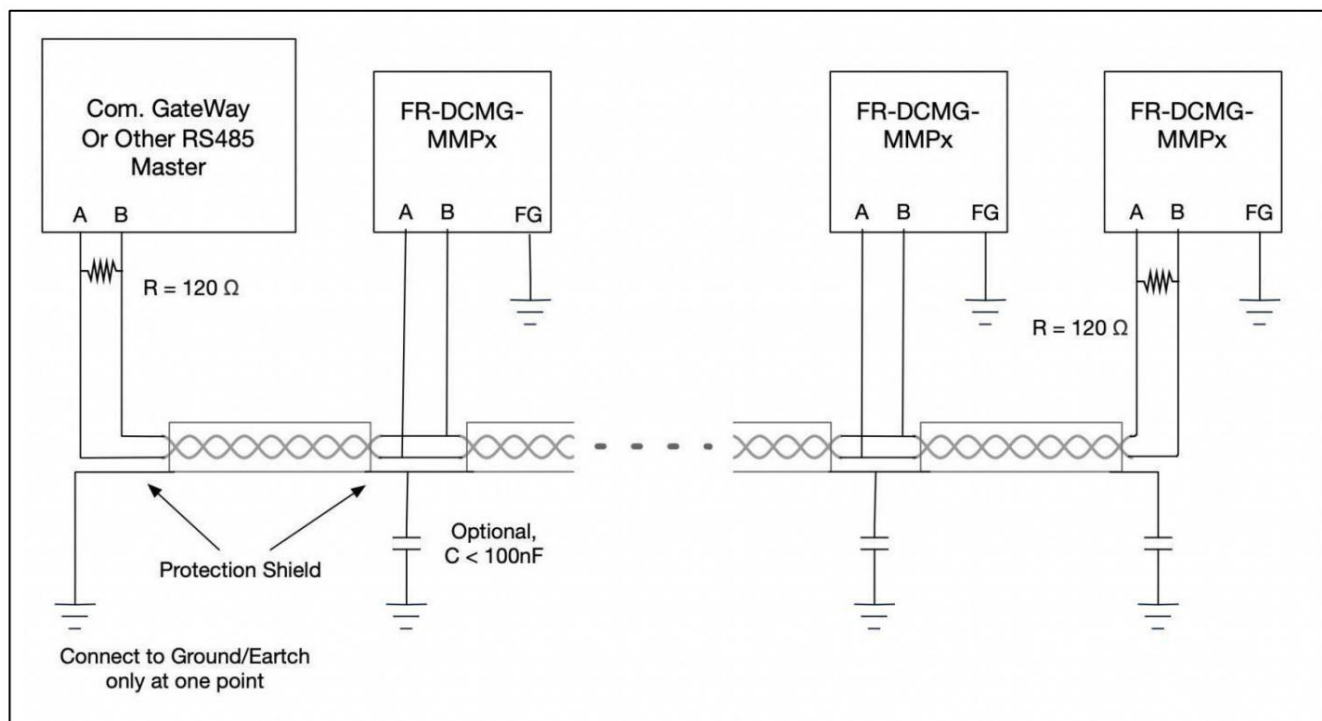 Com. GateWay
Or Other RS485
Master
A B
R = 120 Ω
FR-DCMG-
MMPx
A B FG
FR-DCMG-
MMPx
A B FG
FR-DCMG-
MMPx
A B FG
R = 120 Ω
Protection Shield
Optional,
C < 100nF
Connect to Ground/Eartch
only at one point